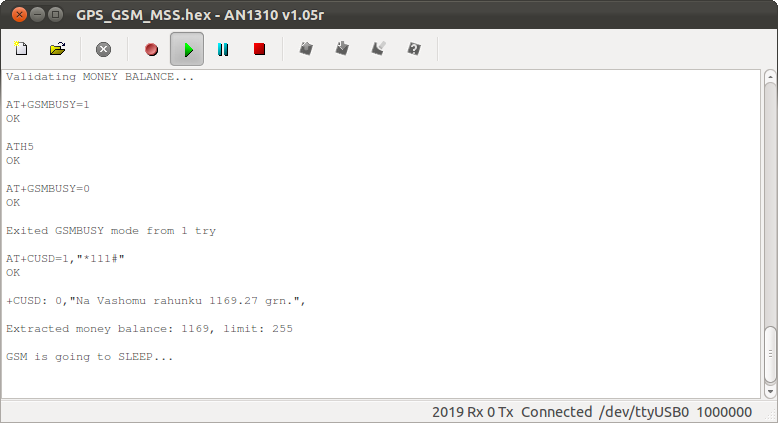 GPS_GSM_MSS.hex - AN1310 v1.05r
Validating MONEY BALANCE...
AT+GSMBUSY=1
OK
ATH5
OK
AT+GSMBUSY=0
OK
Exited GSMBUSY mode from 1 try
AT+CUSD=1,"*111#"
OK
+CUSD: 0,"Na Vashomu rahunku 1169.27 grn.",
Extracted money balance: 1169, limit: 255
GSM is going to SLEEP...
2019 Rx 0 Tx Connected /dev/ttyUSB0 1000000